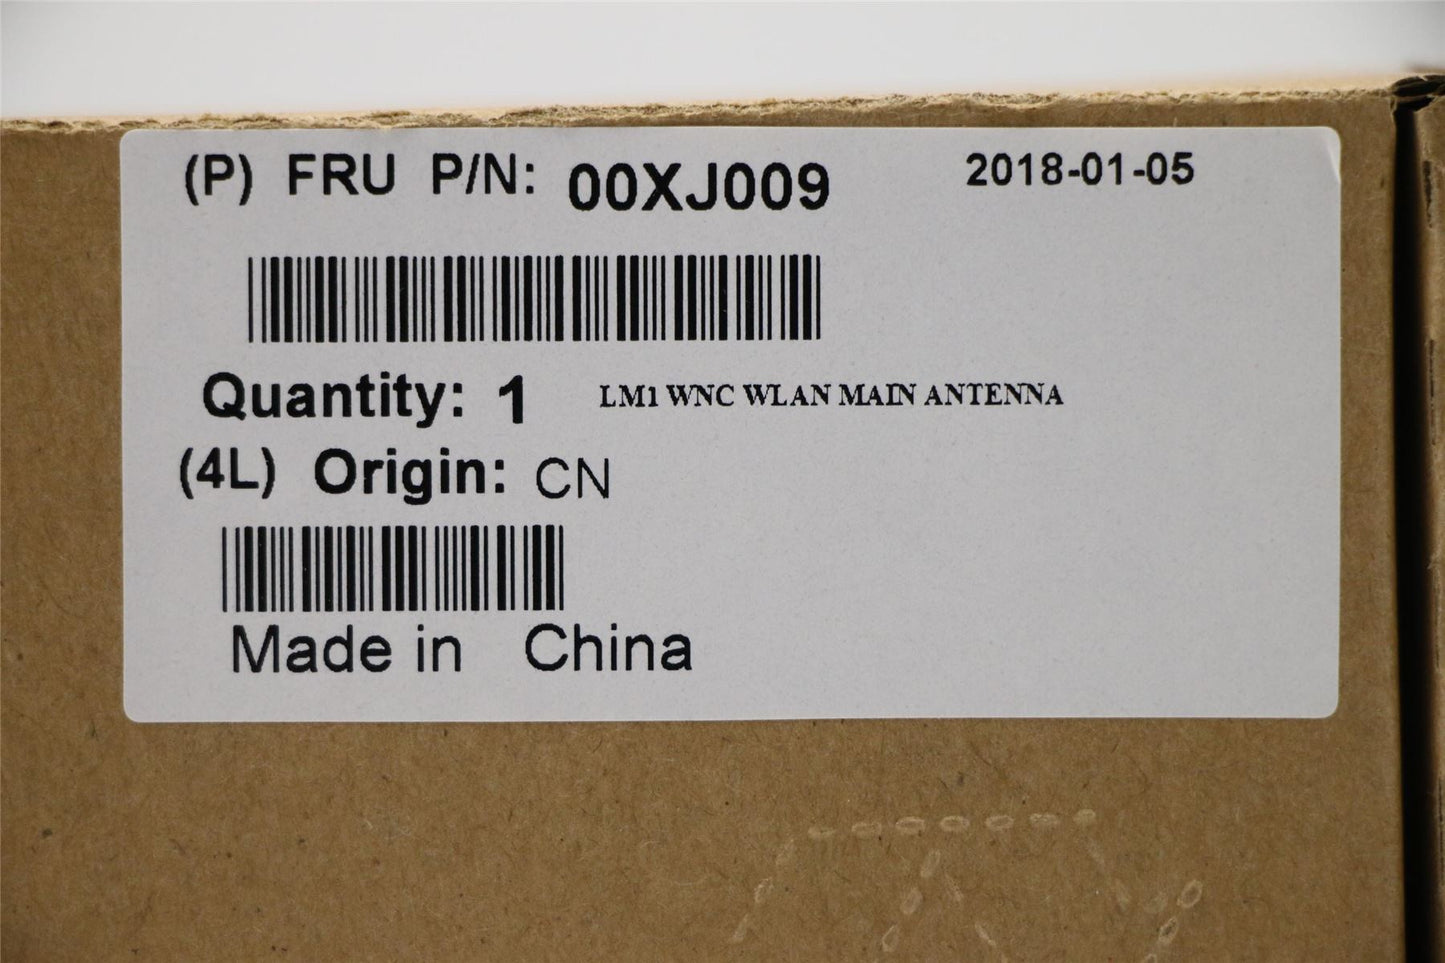 (P) FRU P/N: 00XJ009 2018-01-05
Quantity: 1 LM1 WNC WLAN MAIN ANTENNA
(4L) Origin: CN
Made in China